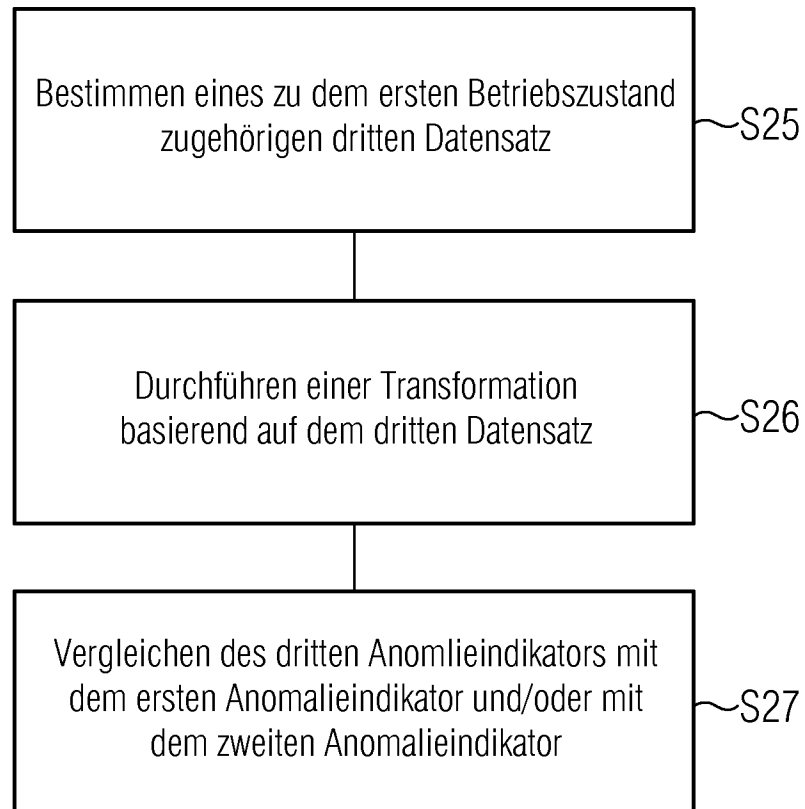 Bestimmen eines zu dem ersten Betriebszustand
zugehörigen dritten Datensatz
S25
Durchführen einer Transformation
basierend auf dem dritten Datensatz
S26
Vergleichen des dritten Anomlieindikators mit
dem ersten Anomalieindikator und/oder mit
dem zweiten Anomalieindikator
S27